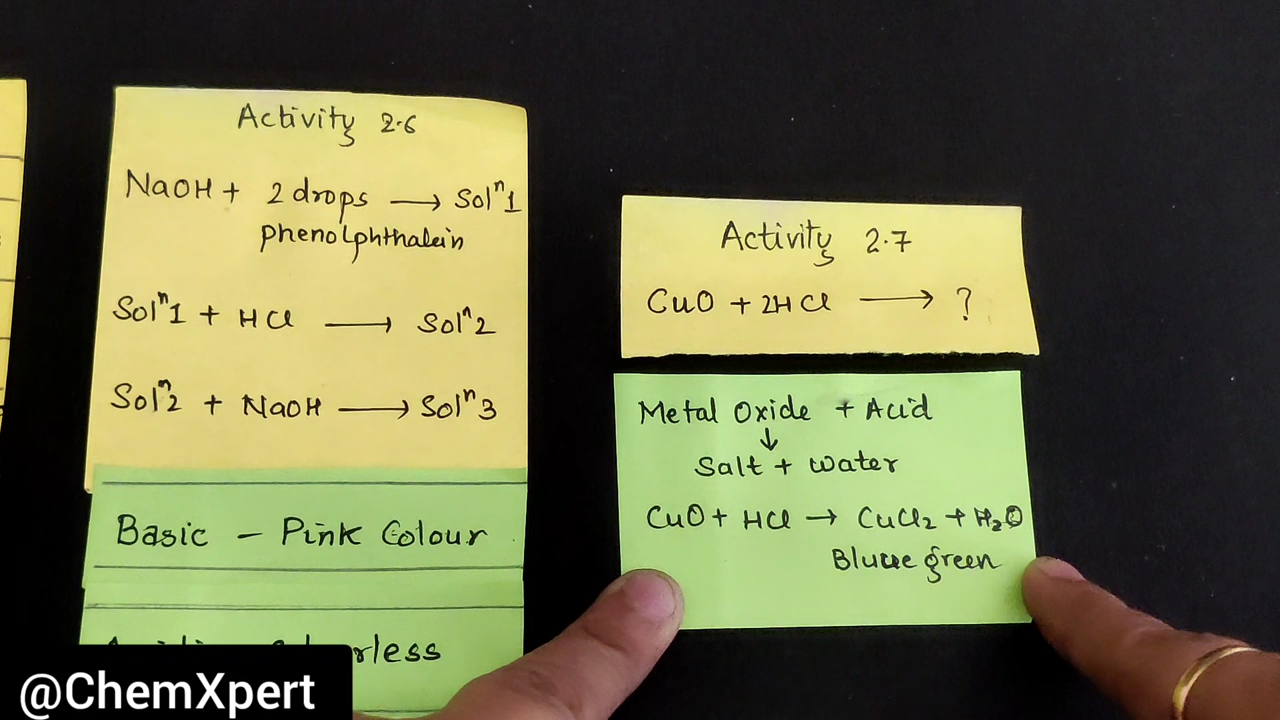 Activity 2.6
NaOH + 2 drops → Solⁿ1
phenolphthalein
Solⁿ1 + HCl → Solⁿ2
Solⁿ2 + NaOH → Solⁿ3
Basic - Pink Colour
Activity 2.7
CuO + 2HCl → ?
Metal Oxide + Acid
↓
Salt + water
CuO + HCl → CuCl₂ + H₂O
Bluue green
@ChemXpert